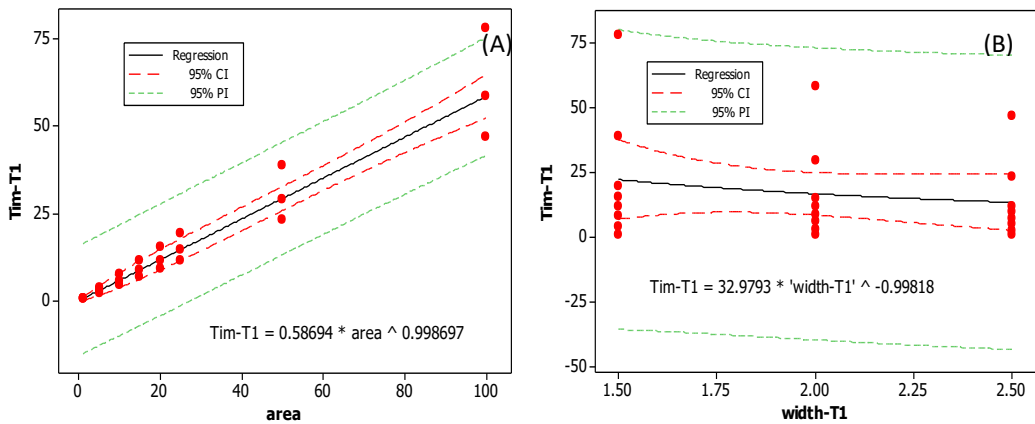 (A)
Regression
95% CI
95% PI
75
50
25
0
Tim-T1
Tim-T1 = 0.58694 * area ^ 0.998697
0 20 40 60 80 100
area
(B)
Regression
95% CI
95% PI
75
50
25
0
-25
-50
Tim-T1
Tim-T1 = 32.9793 * 'width-T1' ^ -0.99818
1.50 1.75 2.00 2.25 2.50
width-T1